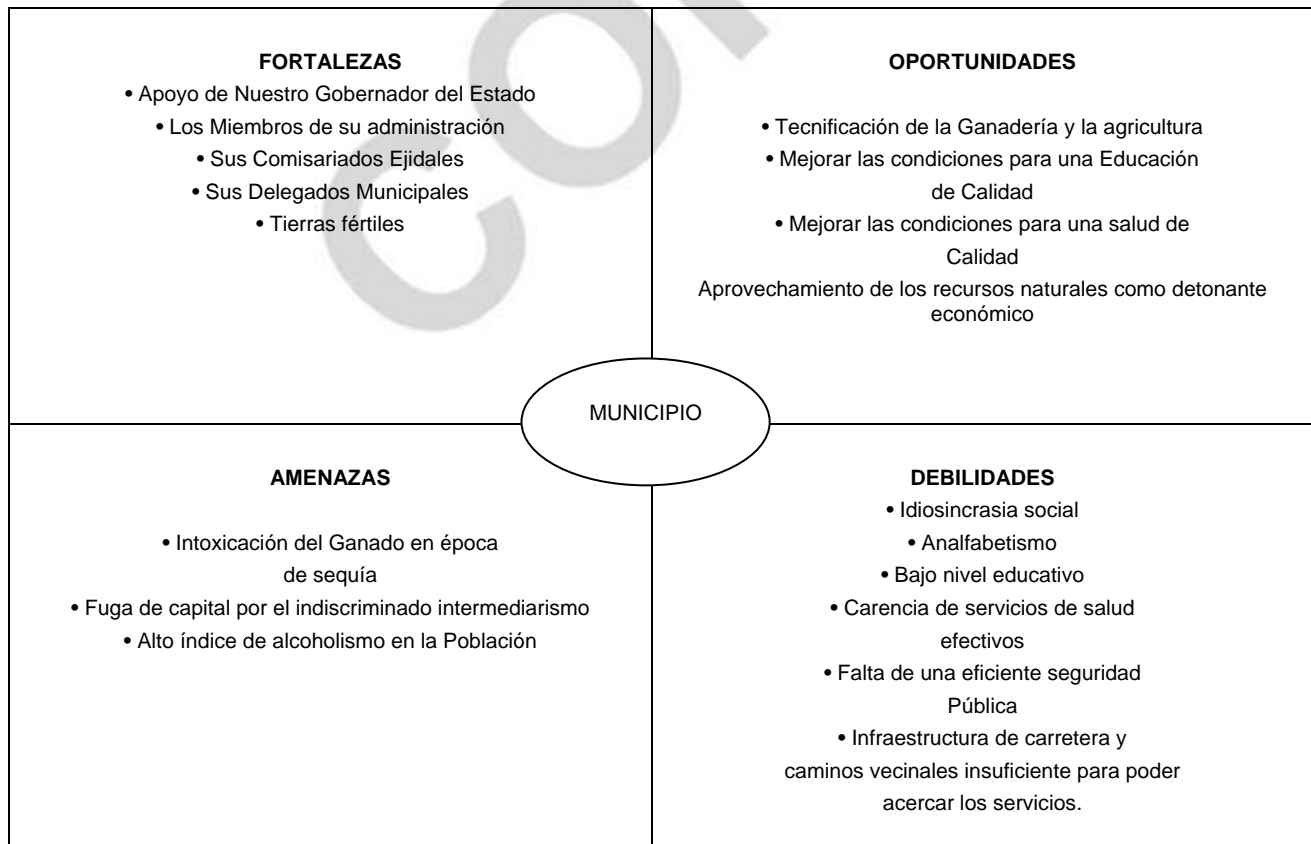 FORTALEZAS
• Apoyo de Nuestro Gobernador del Estado
• Los Miembros de su administración
• Sus Comisariados Ejidales
• Sus Delegados Municipales
• Tierras fértiles
OPORTUNIDADES
• Tecnificación de la Ganadería y la agricultura
• Mejorar las condiciones para una Educación
de Calidad
• Mejorar las condiciones para una salud de
Calidad
Aprovechamiento de los recursos naturales como detonante
económico
MUNICIPIO
AMENAZAS
• Intoxicación del Ganado en época
de sequía
• Fuga de capital por el indiscriminado intermediarismo
• Alto índice de alcoholismo en la Población
DEBILIDADES
• Idiosincrasia social
• Analfabetismo
• Bajo nivel educativo
• Carencia de servicios de salud
efectivos
• Falta de una eficiente seguridad
Pública
• Infraestructura de carretera y
caminos vecinales insuficiente para poder
acercar los servicios.